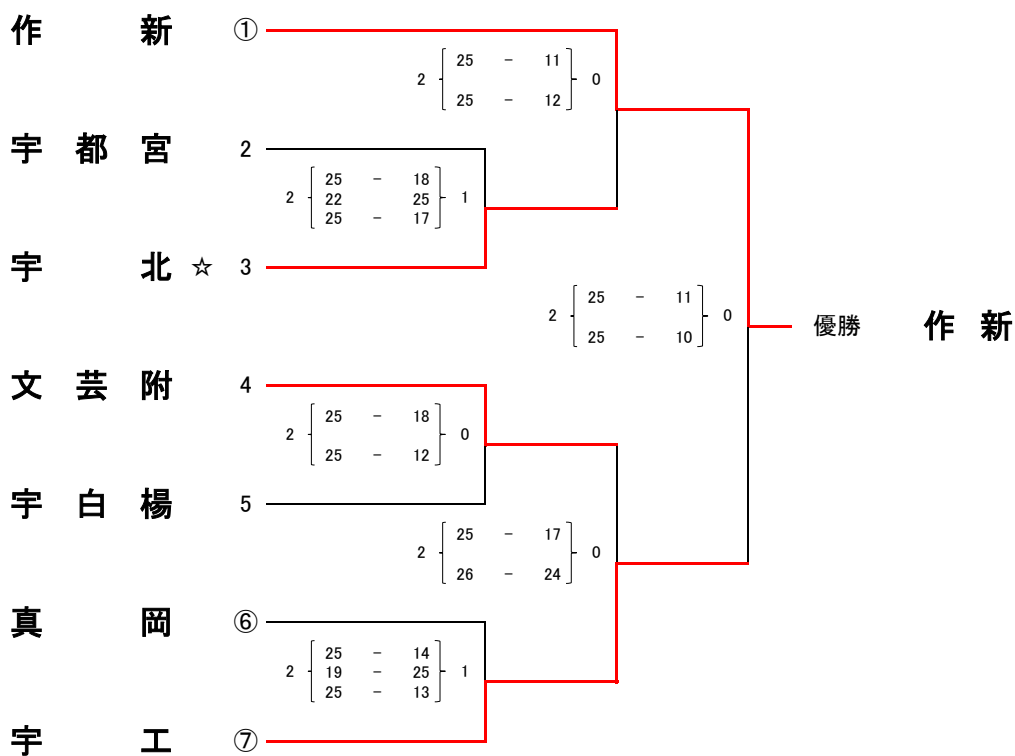 作新 ①
25 - 11
2 0
25 - 12
宇都宮 2
25 - 18
2 22 25 1
25 - 17
宇北 ☆ 3
25 - 11
2 0
25 - 10
優勝 作新
文芸附 4
25 - 18
2 0
25 - 12
宇白楊 5
25 - 17
2 0
26 - 24
真岡 ⑥
25 - 14
2 19 - 25 1
25 - 13
宇工 ⑦